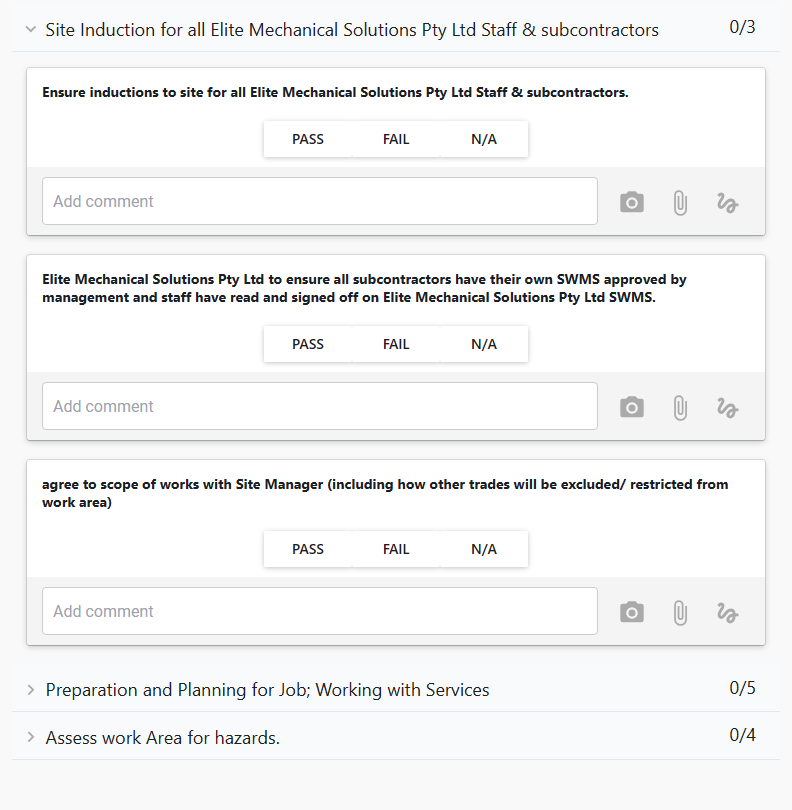 Site Induction for all Elite Mechanical Solutions Pty Ltd Staff & subcontractors 0/3
Ensure inductions to site for all Elite Mechanical Solutions Pty Ltd Staff & subcontractors.
PASS FAIL N/A
Add comment
Elite Mechanical Solutions Pty Ltd to ensure all subcontractors have their own SWMS approved by
management and staff have read and signed off on Elite Mechanical Solutions Pty Ltd SWMS.
PASS FAIL N/A
Add comment
agree to scope of works with Site Manager (including how other trades will be excluded/ restricted from
work area)
PASS FAIL N/A
Add comment
Preparation and Planning for Job; Working with Services 0/5
Assess work Area for hazards. 0/4